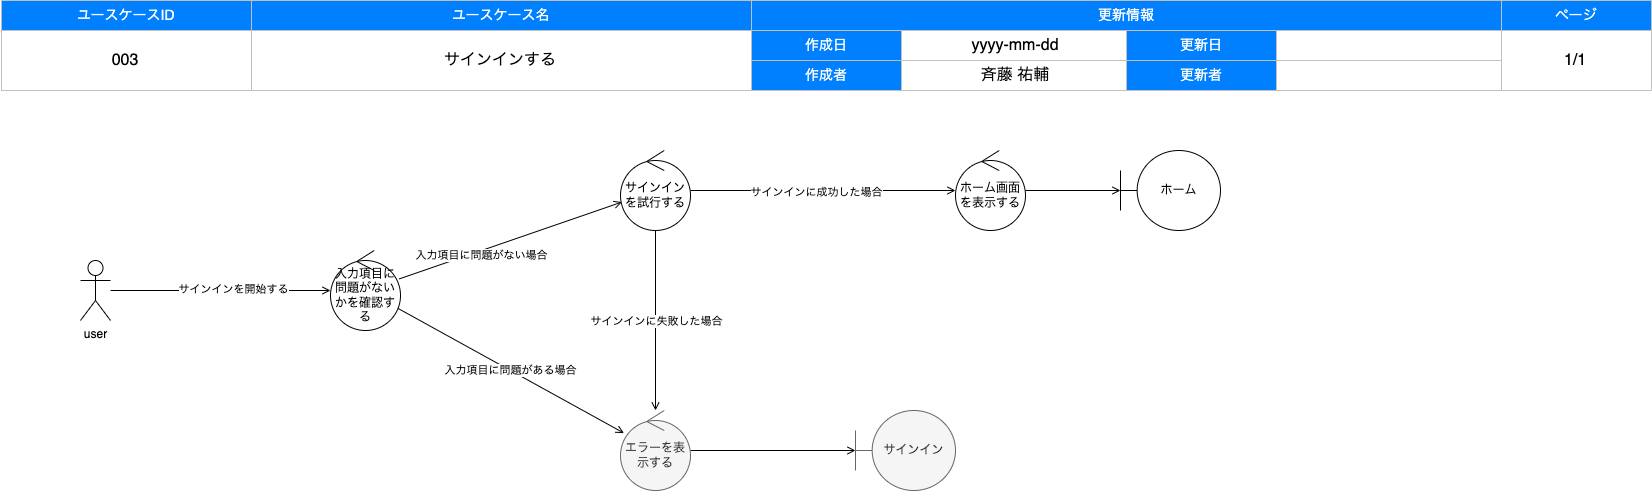 ユースケースID
ユースケース名
更新情報
ページ
003
サインインする
作成日
yyyy-mm-dd
更新日
1/1
作成者
斉藤 祐輔
更新者
サインイン
を試行する
サインインに成功した場合
ホーム画面
を表示する
ホーム
入力項目に問題がない場合
user
サインインを開始する
入力項目に
問題がない
かを確認す
る
サインインに失敗した場合
入力項目に問題がある場合
エラーを表
示する
サインイン